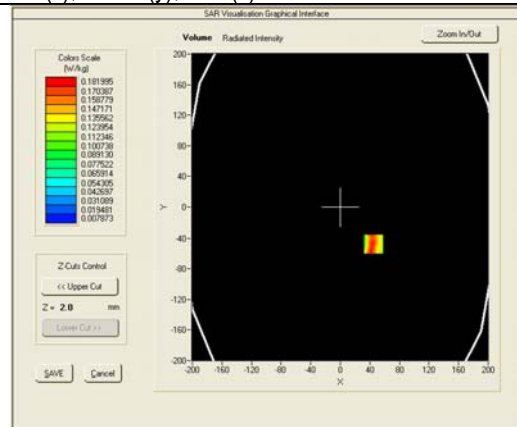 SAR Visualisation Graphical Interface
Volume Radiated Intensity
Zoom In/Out
Colors Scale
(W/kg)
0.181995
0.170387
0.158779
0.147171
0.135562
0.123954
0.112346
0.100738
0.089130
0.077522
0.065914
0.054305
0.042697
0.031089
0.019481
0.007873
Z-Cuts Control
<< Upper Cut
Z = 2.0 mm
Lower Cut >>
SAVE Cancel
200
160
120
80
40
0
-40
-80
-120
-160
-200
Y
-200 -160 -120 -80 -40 0 40 80 120 160 200
X